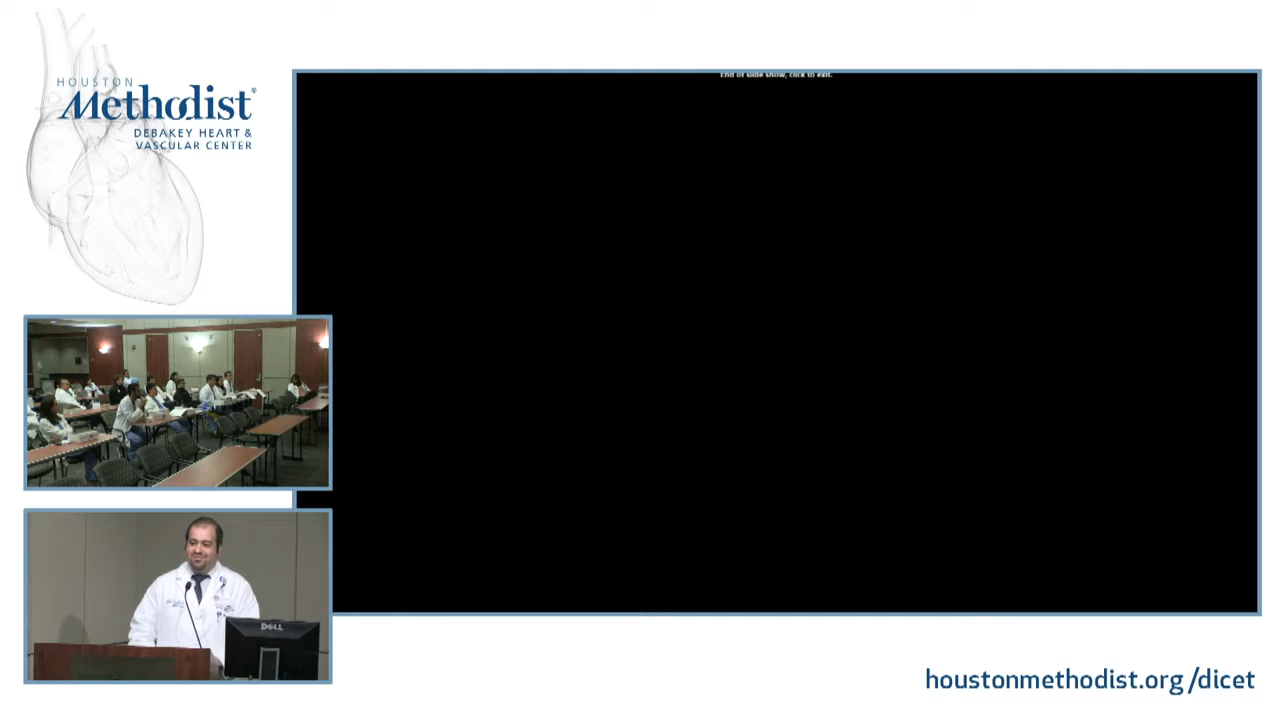 HOUSTON
Methodist®
DEBAKEY HEART &
VASCULAR CENTER
End of slide show, click to exit.
DELL
houstonmethodist.org/dicet